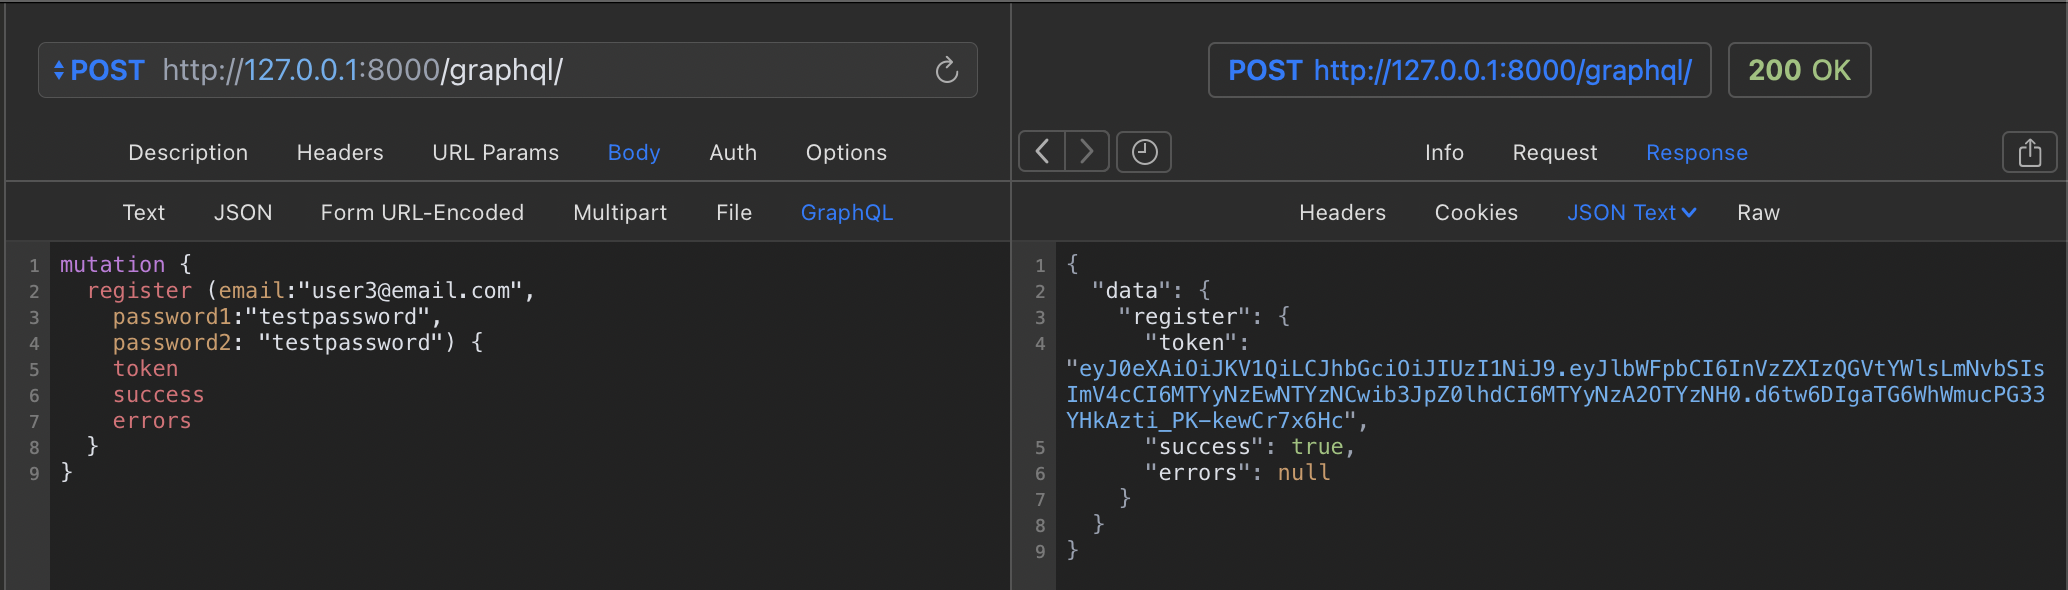 POST http://127.0.0.1:8000/graphql/
Description Headers URL Params Body Auth Options
Text JSON Form URL-Encoded Multipart File GraphQL
1 mutation {
2 register (email:"user3@email.com",
3 password1:"testpassword",
4 password2: "testpassword") {
5 token
6 success
7 errors
8 }
9 }
POST http://127.0.0.1:8000/graphql/ 200 OK
Info Request Response
Headers Cookies JSON Text Raw
1 {
2 "data": {
3 "register": {
4 "token":
"eyJ0eXAiOiJKV1QiLCJhbGciOiJIUzI1NiJ9.eyJlbWFpbCI6InVzZXIzQGVtYWlsLmNvbSIs
ImV4cCI6MTYyNzEwNTYzNCwib3JpZ0lhdCI6MTYyNzA2OTYzNH0.d6tw6DIgaTG6WhWmucPG33
YHkAzti_PK-kewCr7x6Hc",
5 "success": true,
6 "errors": null
7 }
8 }
9 }